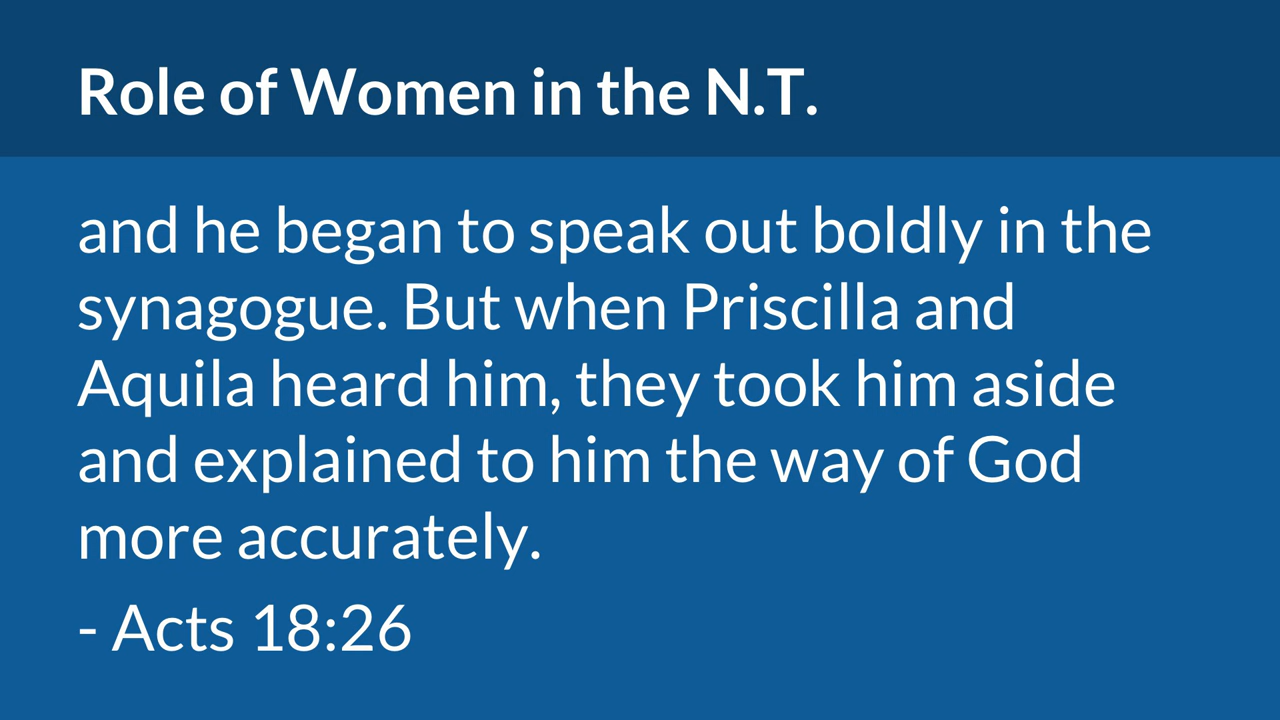 Role of Women in the N.T.
and he began to speak out boldly in the
synagogue. But when Priscilla and
Aquila heard him, they took him aside
and explained to him the way of God
more accurately.
- Acts 18:26